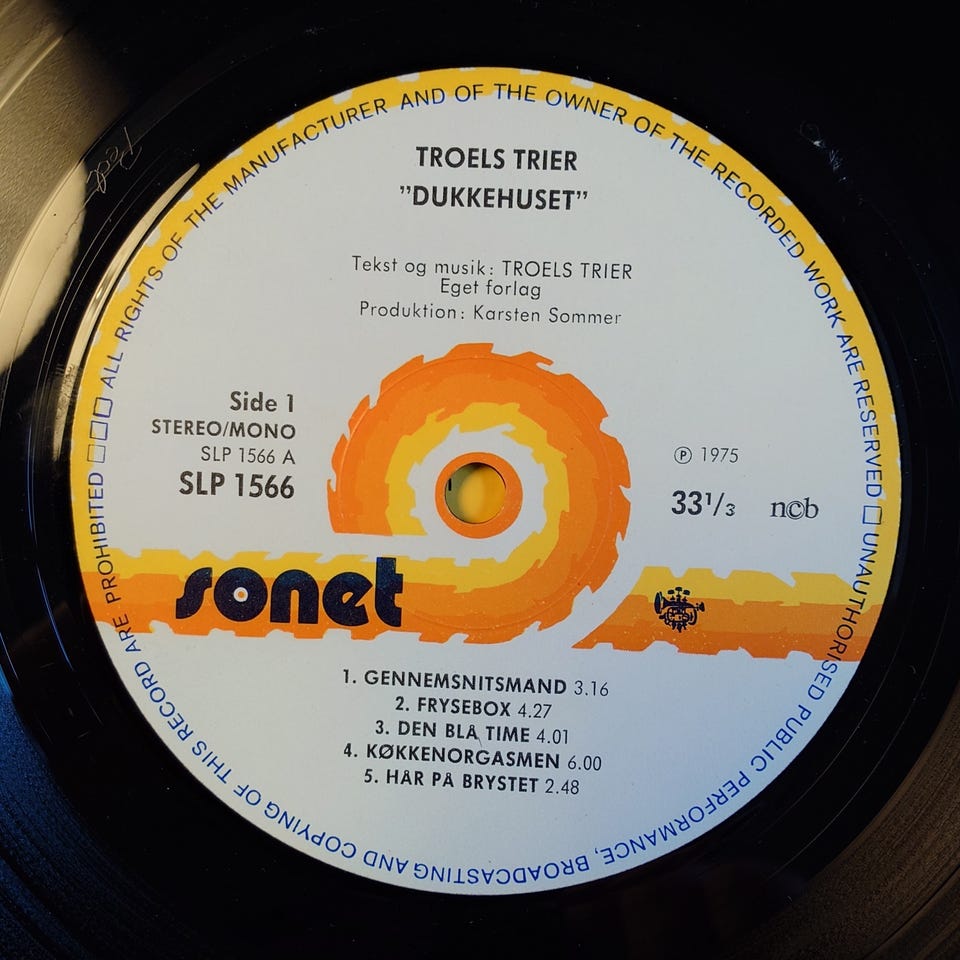 TROELS TRIER
"DUKKEHUSET"
Tekst og musik: TROELS TRIER
Eget forlag
Produktion: Karsten Sommer
Side 1
STEREO/MONO
SLP 1566 A
SLP 1566
℗ 1975
33⅓ n©b
sonet
1. GENNEMSNITSMAND 3.16
2. FRYSEBOX 4.27
3. DEN BLÅ TIME 4.01
4. KØKKENORGASMEN 6.00
5. HÅR PÅ BRYSTET 2.48
□□ ALL RIGHTS OF THE MANUFACTURER AND OF THE OWNER OF THE RECORDED WORK ARE RESERVED □ UNAUTHORISED PUBLIC PERFORMANCE, BROADCASTING AND COPYING OF THIS RECORD ARE PROHIBITED